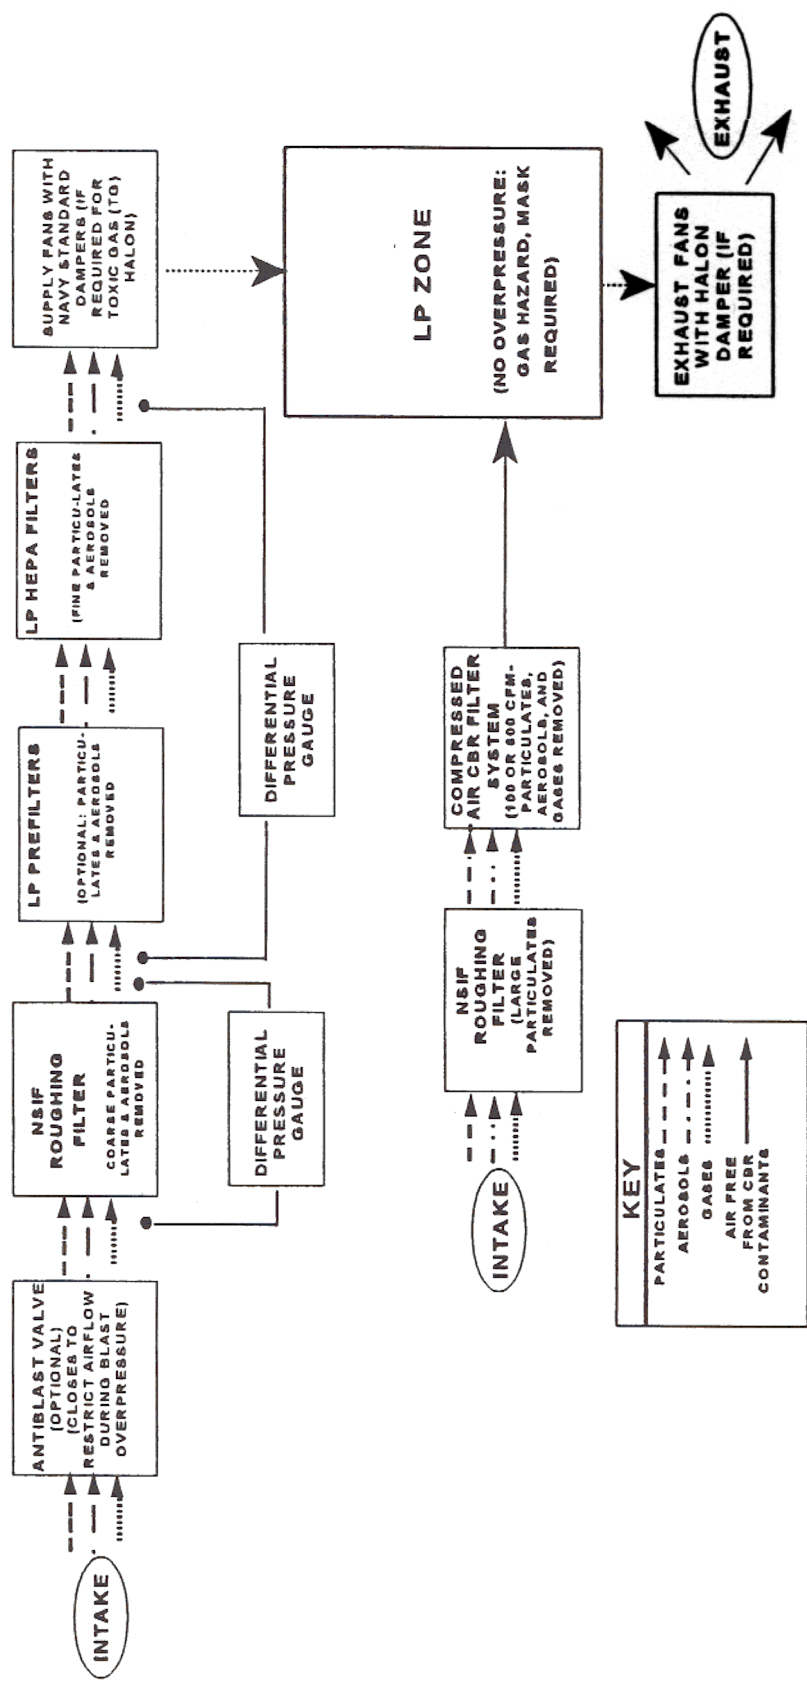 INTAKE
ANTIBLAST VALVE
(OPTIONAL)
(CLOSES TO
RESTRICT AIRFLOW
DURING BLAST
OVERPRESSURE)
NSIF
ROUGHING
FILTER
COARSE PARTICU-
LATES & AEROSOLS
REMOVED
LP PREFILTERS
(OPTIONAL: PARTICU-
LATES & AEROSOLS
REMOVED
LP HEPA FILTERS
(FINE PARTICU-LATES
& AEROSOLS
REMOVED
SUPPLY FANS WITH
NAVY STANDARD
DAMPERS (IF
REQUIRED FOR
TOXIC GAS (TG)
HALON)
DIFFERENTIAL
PRESSURE
GAUGE
DIFFERENTIAL
PRESSURE
GAUGE
LP ZONE
(NO OVERPRESSURE:
GAS HAZARD, MASK
REQUIRED)
INTAKE
NSIF
ROUGHING
FILTER
(LARGE
PARTICULATES
REMOVED)
COMPRESSED
AIR CBR FILTER
SYSTEM
(100 OR 600 CFM-
PARTICULATES,
AEROSOLS, AND
GASES REMOVED)
EXHAUST FANS
WITH HALON
DAMPER (IF
REQUIRED)
EXHAUST
KEY
PARTICULATES
AEROSOLS
GASES
AIR FREE
FROM CBR
CONTAMINANTS